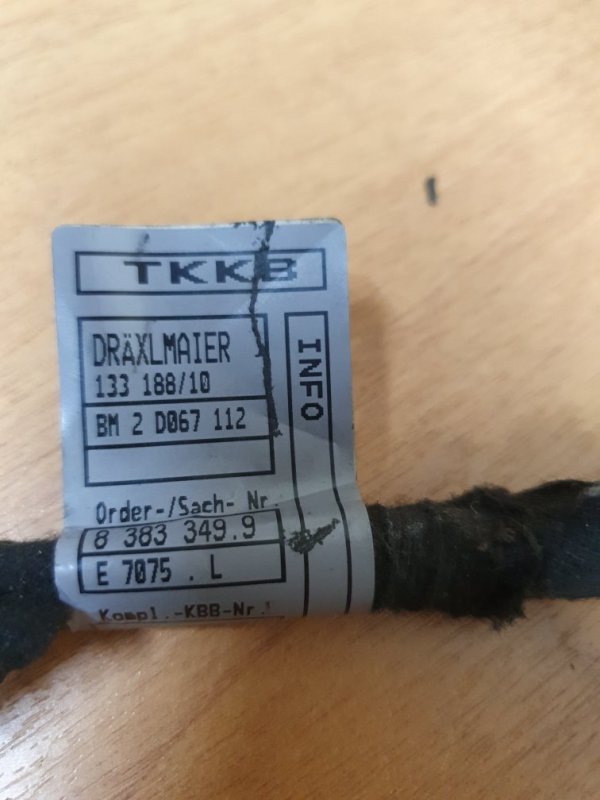 TKKB
DRÄXLMAIER
133 188/10
BM 2 D067 112
INFO
Order-/Sach- Nr.
8 383 349.9
E 7075 . L
Kompl.-KBB-Nr.